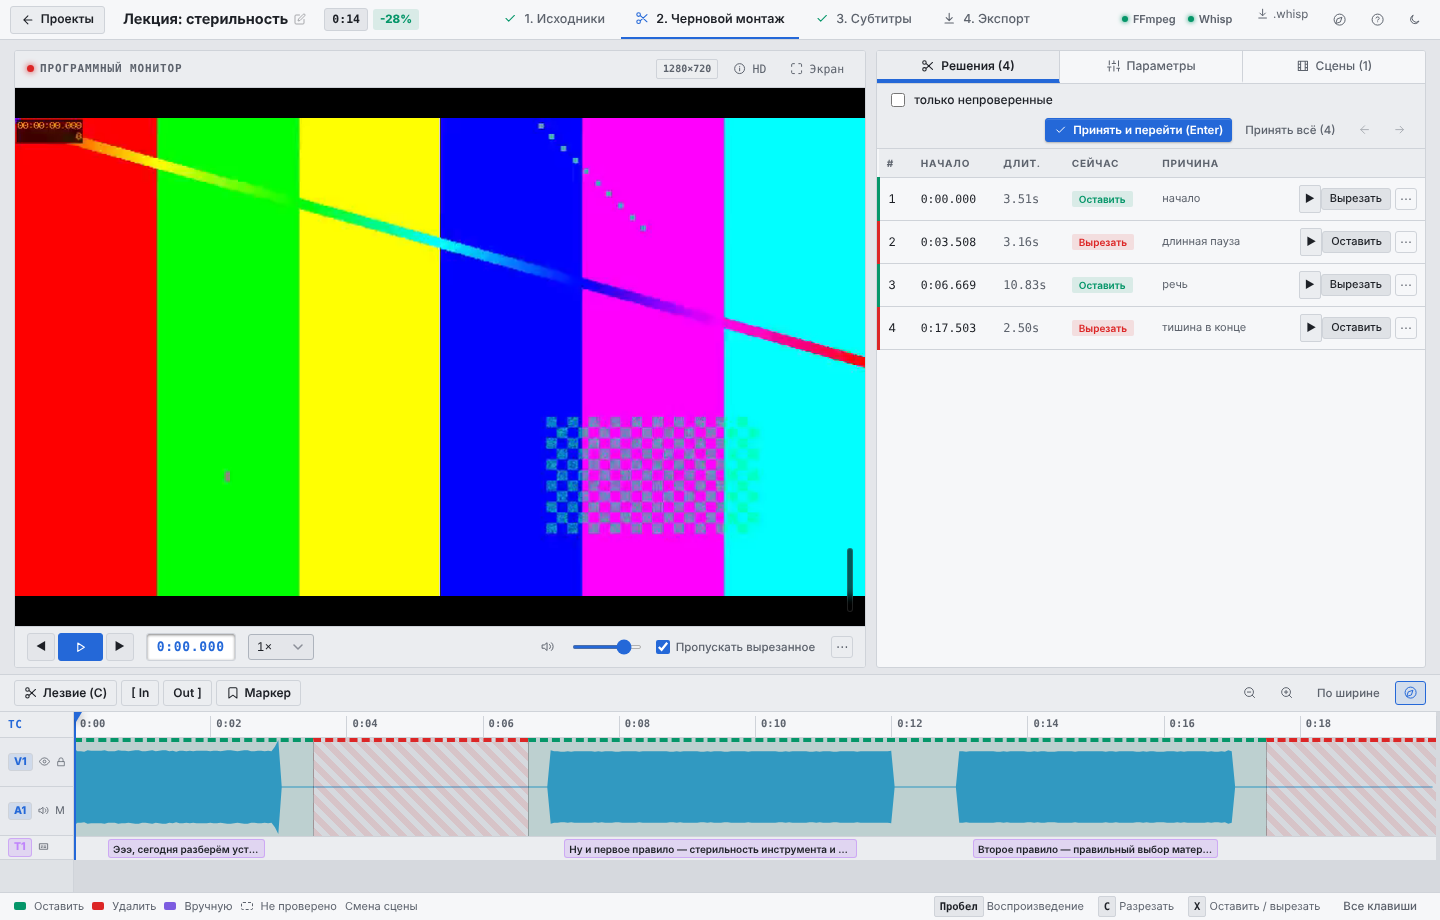 Проекты
Лекция: стерильность
0:14
-28%
1. Исходники
2. Черновой монтаж
3. Субтитры
4. Экспорт
FFmpeg
Whisp
.whisp
ПРОГРАММНЫЙ МОНИТОР
1280×720
HD
Экран
00:00:00.000
0
0:00.000
1×
Пропускать вырезанное
Решения (4)
Параметры
Сцены (1)
только непроверенные
Принять и перейти (Enter)
Принять всё (4)
# НАЧАЛО ДЛИТ. СЕЙЧАС ПРИЧИНА
1 0:00.000 3.51s Оставить начало Вырезать
2 0:03.508 3.16s Вырезать длинная пауза Оставить
3 0:06.669 10.83s Оставить речь Вырезать
4 0:17.503 2.50s Вырезать тишина в конце Оставить
Лезвие (C)
[ In
Out ]
Маркер
По ширине
TC 0:00 0:02 0:04 0:06 0:08 0:10 0:12 0:14 0:16 0:18
V1
A1 M
T1
Эээ, сегодня разберём уст...
Ну и первое правило — стерильность инструмента и ...
Второе правило — правильный выбор матер...
Оставить
Удалить
Вручную
Не проверено
Смена сцены
Пробел Воспроизведение
C Разрезать
X Оставить / вырезать
Все клавиши